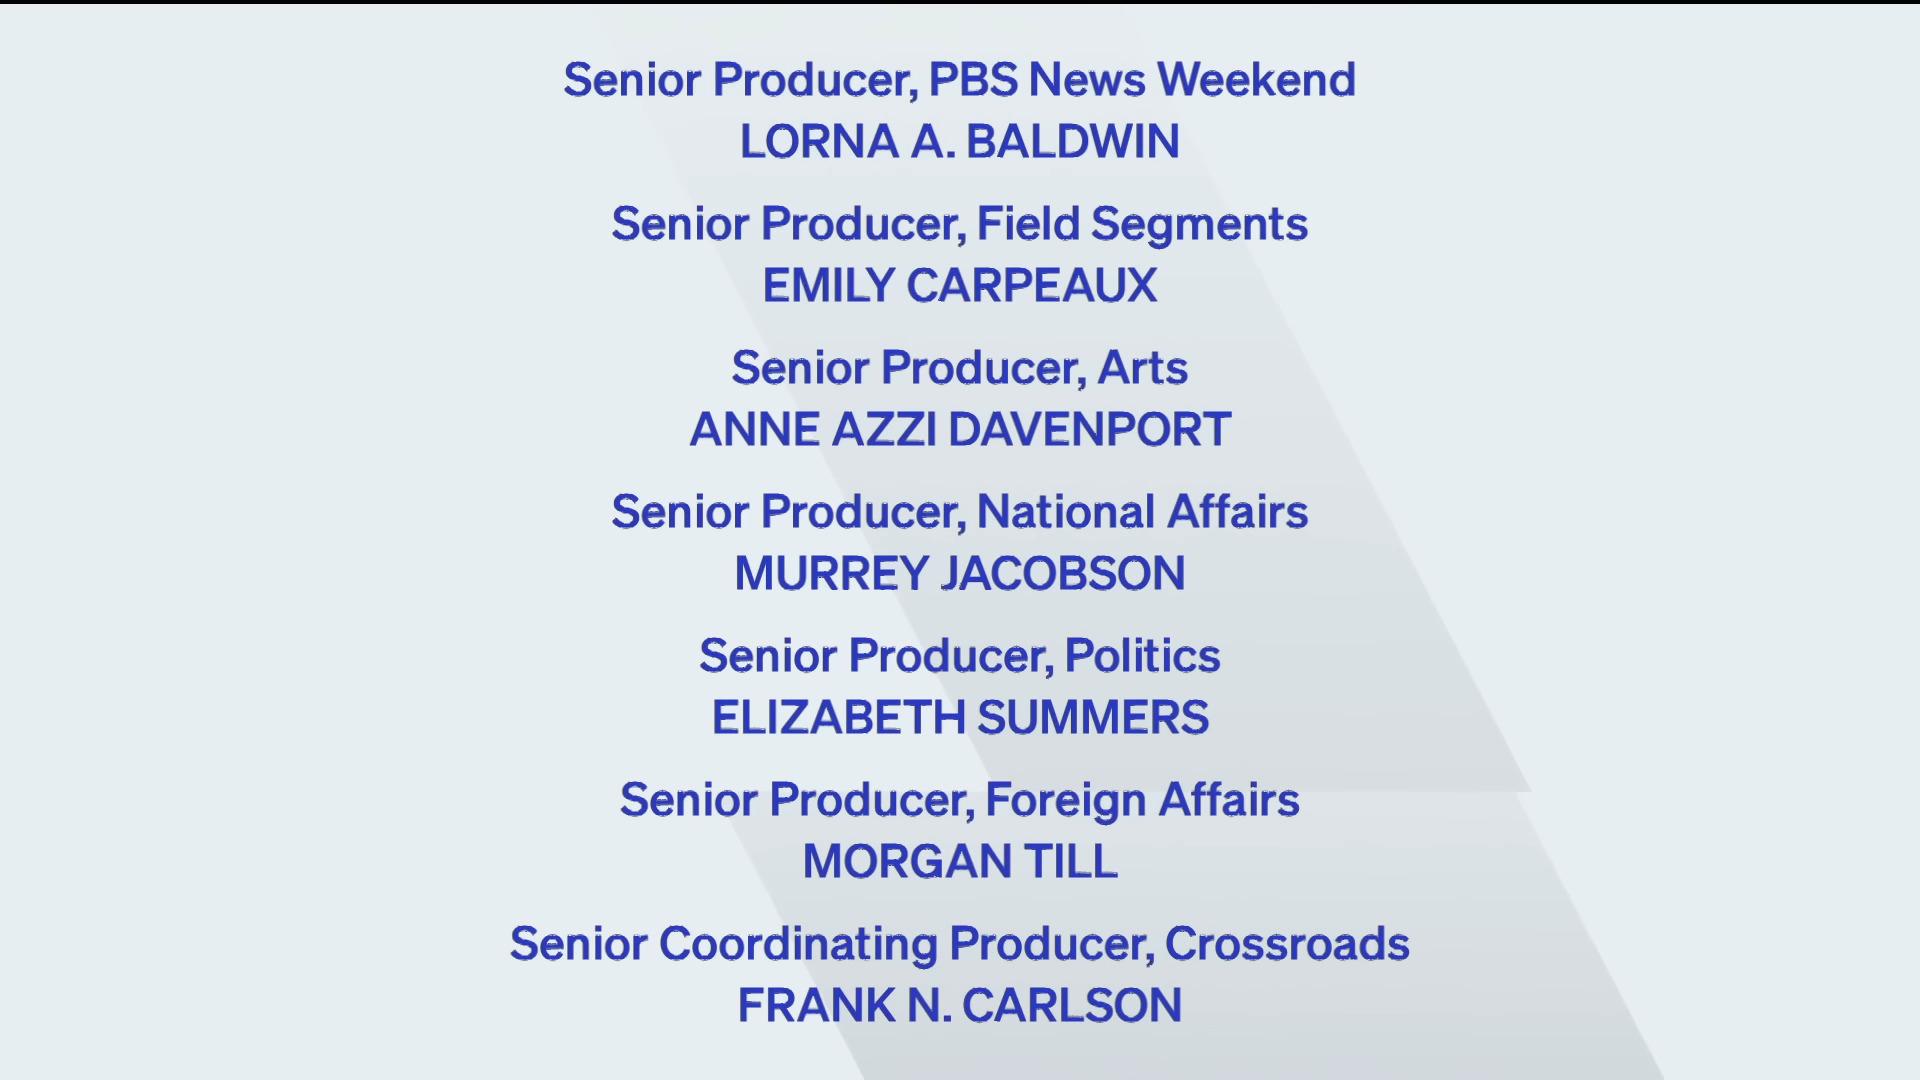 Senior Producer, PBS News Weekend
LORNA A. BALDWIN
Senior Producer, Field Segments
EMILY CARPEAUX
Senior Producer, Arts
ANNE AZZI DAVENPORT
Senior Producer, National Affairs
MURREY JACOBSON
Senior Producer, Politics
ELIZABETH SUMMERS
Senior Producer, Foreign Affairs
MORGAN TILL
Senior Coordinating Producer, Crossroads
FRANK N. CARLSON